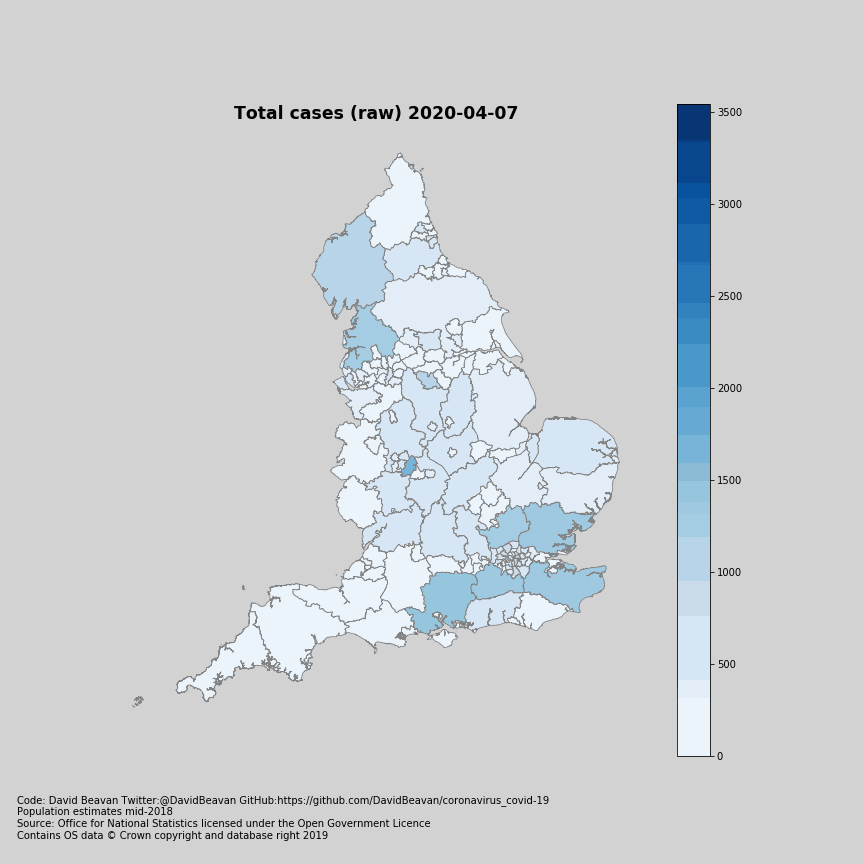 Total cases (raw) 2020-04-07
3500
3000
2500
2000
1500
1000
500
0
Code: David Beavan Twitter:@DavidBeavan GitHub:https://github.com/DavidBeavan/coronavirus_covid-19
Population estimates mid-2018
Source: Office for National Statistics licensed under the Open Government Licence
Contains OS data © Crown copyright and database right 2019